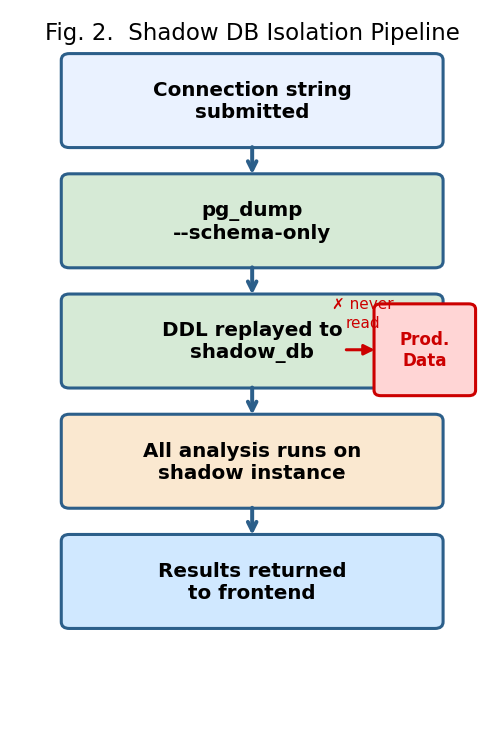 Fig. 2.  Shadow DB Isolation Pipeline
Connection string
submitted
pg_dump
--schema-only
DDL replayed to
shadow_db
✗ never
read
Prod.
Data
All analysis runs on
shadow instance
Results returned
to frontend